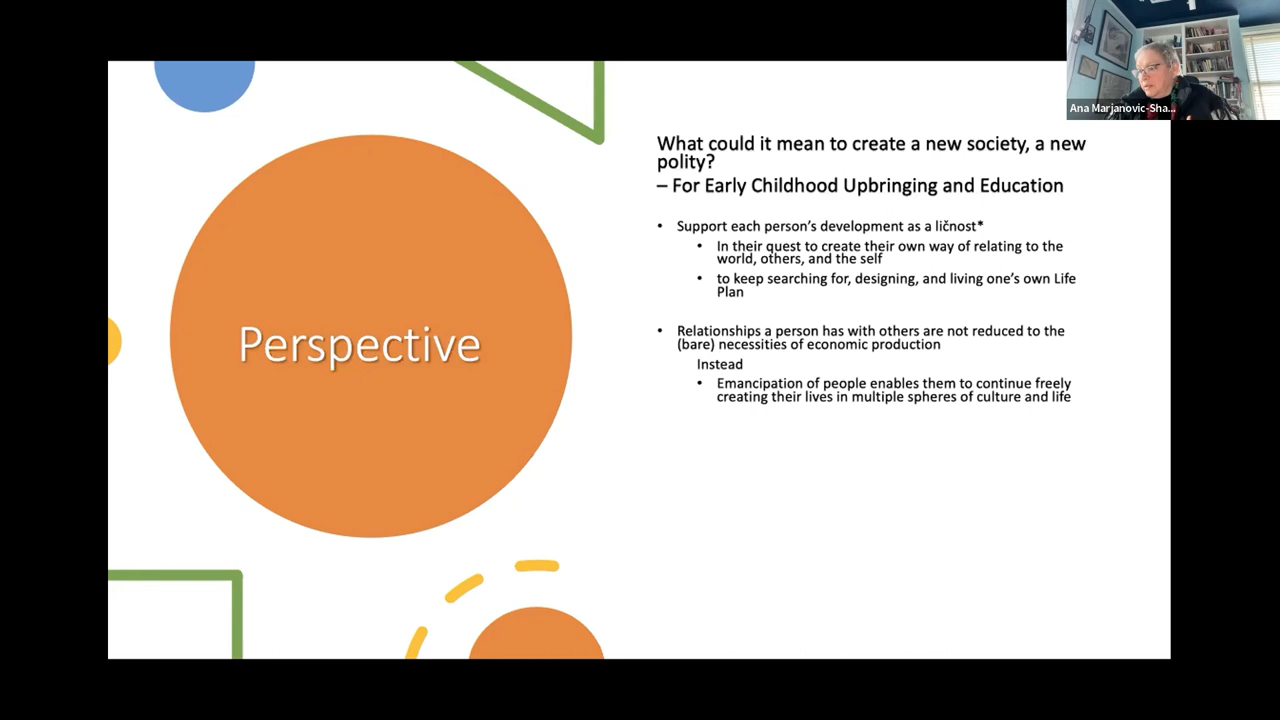 Ana Marjanovic-Sha...
Perspective
What could it mean to create a new society, a new
polity?
– For Early Childhood Upbringing and Education
• Support each person's development as a ličnost*
• In their quest to create their own way of relating to the
world, others, and the self
• to keep searching for, designing, and living one's own Life
Plan
• Relationships a person has with others are not reduced to the
(bare) necessities of economic production
Instead
• Emancipation of people enables them to continue freely
creating their lives in multiple spheres of culture and life